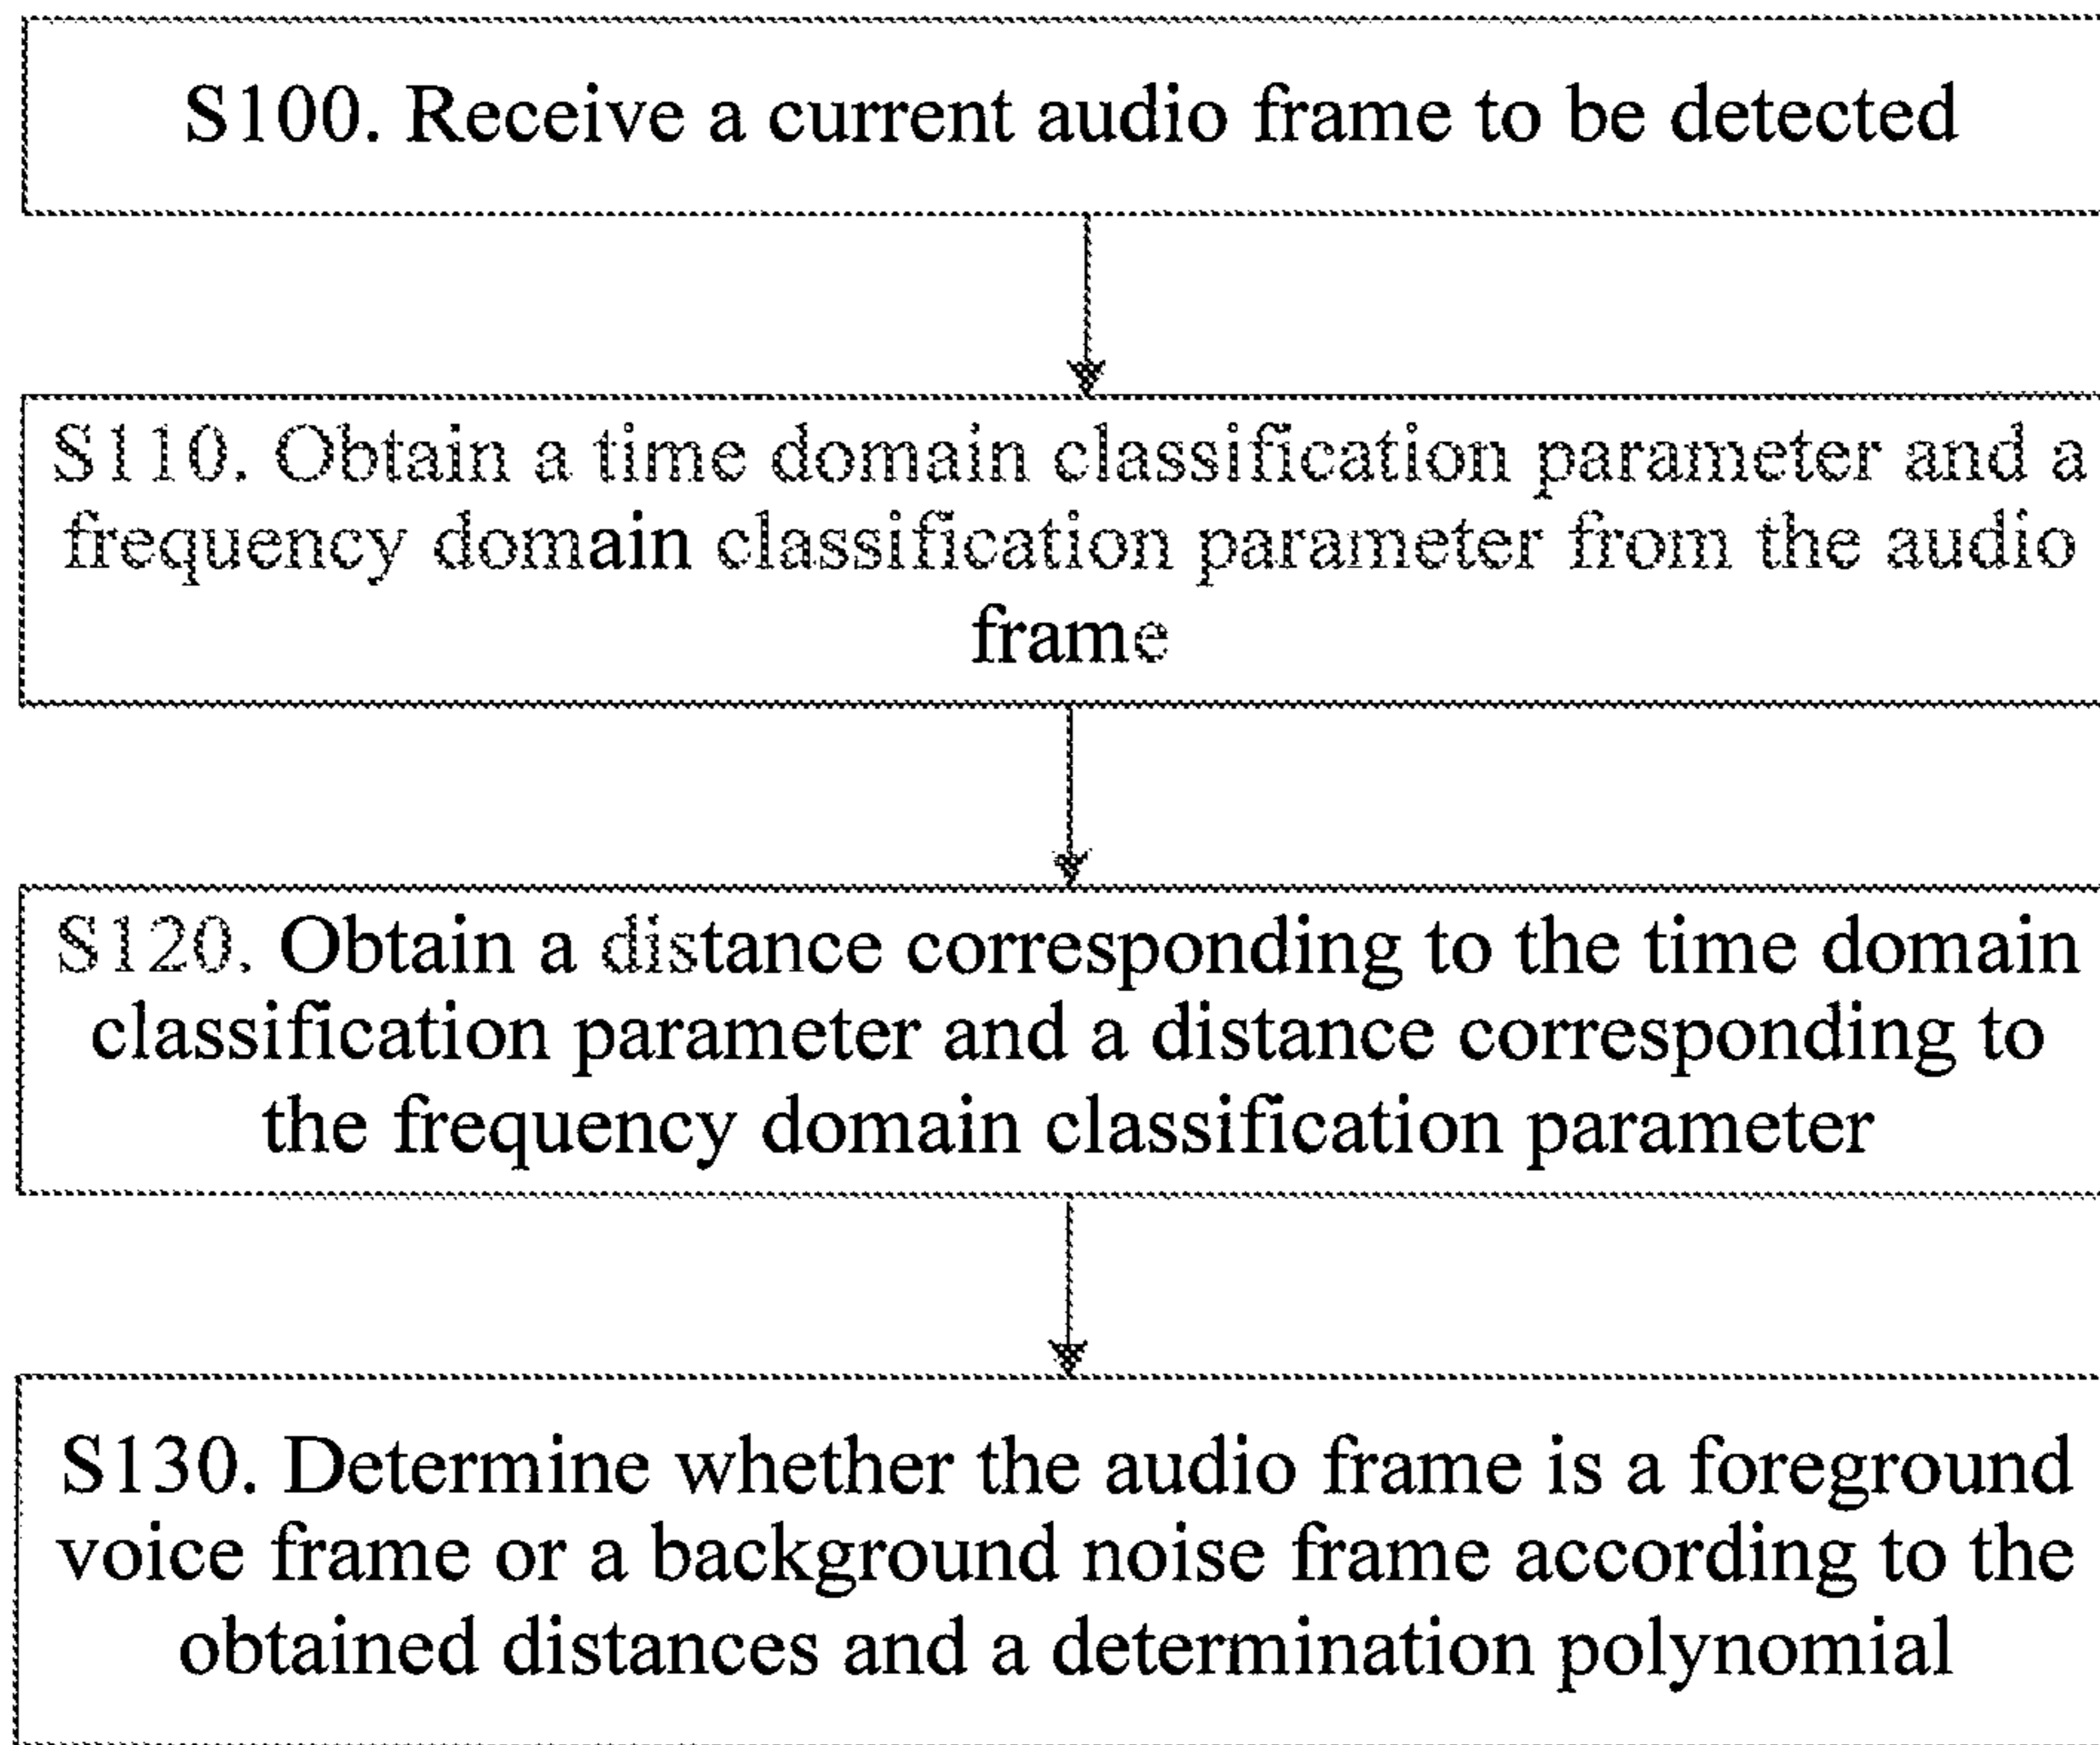 S100. Receive a current audio frame to be detected
S110. Obtain a time domain classification parameter and a
frequency domain classification parameter from the audio
frame
S120. Obtain a distance corresponding to the time domain
classification parameter and a distance corresponding to
the frequency domain classification parameter
S130. Determine whether the audio frame is a foreground
voice frame or a background noise frame according to the
obtained distances and a determination polynomial